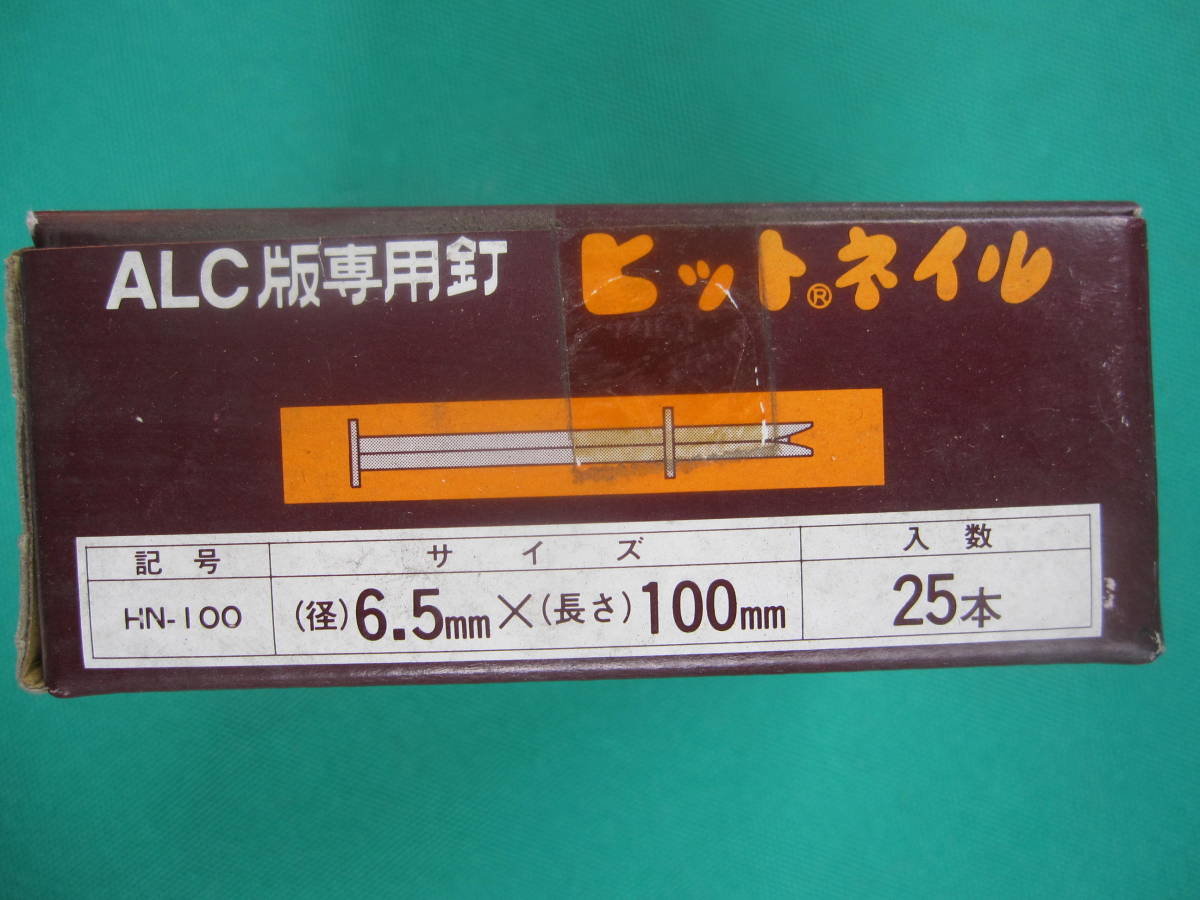 ALC版専用釘 ヒット®ネイル
記号 サイズ 入数
HN-100 (径)6.5mm×(長さ)100mm 25本